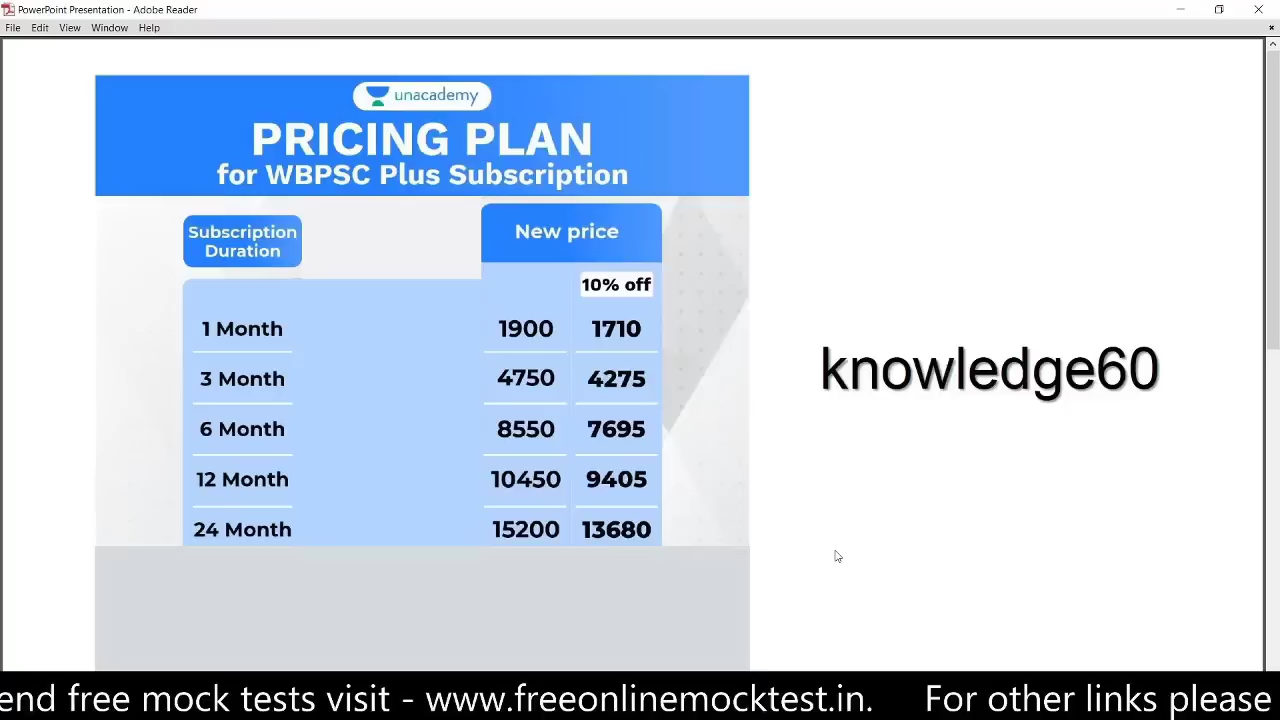 PowerPoint Presentation - Adobe Reader
File Edit View Window Help
unacademy
PRICING PLAN
for WBPSC Plus Subscription
Subscription
Duration
New price
10% off
1 Month 1900 1710
3 Month 4750 4275
6 Month 8550 7695
12 Month 10450 9405
24 Month 15200 13680
knowledge60
end free mock tests visit - www.freeonlinemocktest.in. For other links please